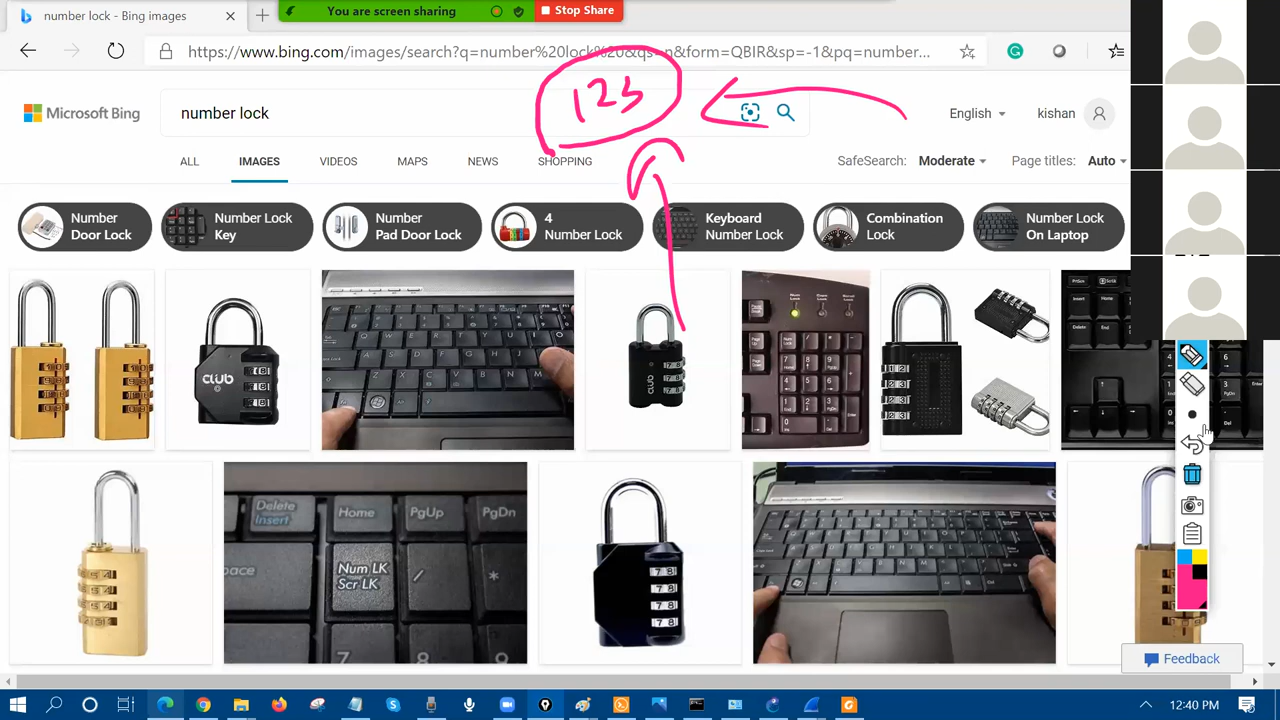 number lock - Bing images
You are screen sharing
Stop Share
https://www.bing.com/images/search?q=number%20lock%20&qs=n&form=QBIR&sp=-1&pq=number...
123
Microsoft Bing
number lock
English
kishan
ALL
IMAGES
VIDEOS
MAPS
NEWS
SHOPPING
SafeSearch: Moderate
Page titles: Auto
Number Door Lock
Number Lock Key
Number Pad Door Lock
4 Number Lock
Keyboard Number Lock
Combination Lock
Number Lock On Laptop
CLUB
CLUB
Delete
Insert
Home
PgUp
PgDn
Num LK
Scr LK
/
*
7
8
9
Feedback
12:40 PM